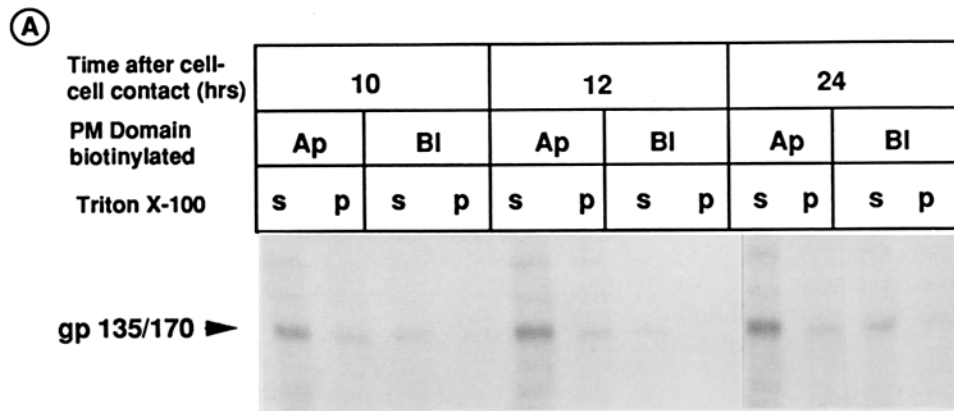 A
Time after cell-
cell contact (hrs) 10 12 24
PM Domain
biotinylated Ap Bl Ap Bl Ap Bl
Triton X-100 s p s p s p s p s p s p
gp 135/170